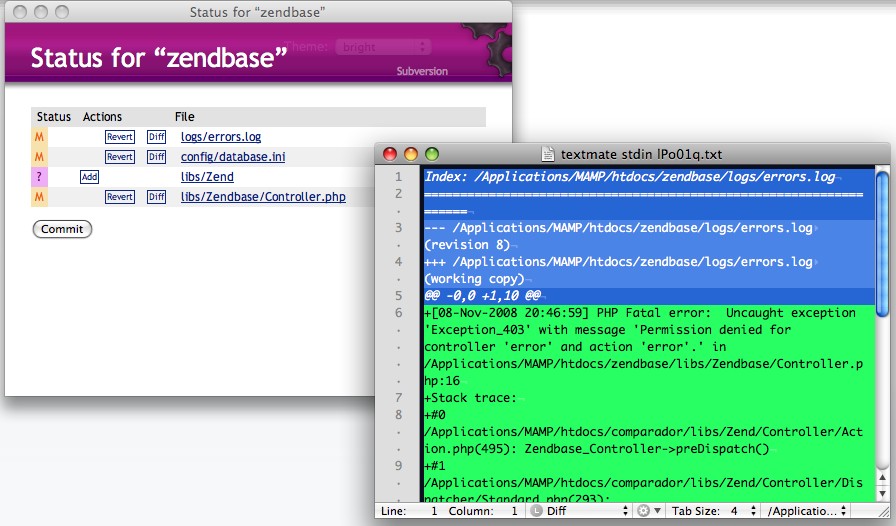 Status for “zendbase”
Theme: bright
Status for “zendbase”
Subversion
Status Actions File
M Revert Diff logs/errors.log
M Revert Diff config/database.ini
? Add libs/Zend
M Revert Diff libs/Zendbase/Controller.php
Commit
textmate stdin lPo01q.txt
1 Index: /Applications/MAMP/htdocs/zendbase/logs/errors.log
2 ===================================================================
3 --- /Applications/MAMP/htdocs/zendbase/logs/errors.log
(revision 8)
4 +++ /Applications/MAMP/htdocs/zendbase/logs/errors.log
(working copy)
5 @@ -0,0 +1,10 @@
6 +[08-Nov-2008 20:46:59] PHP Fatal error:  Uncaught exception
'Exception_403' with message 'Permission denied for
controller 'error' and action 'error'.' in
/Applications/MAMP/htdocs/zendbase/libs/Zendbase/Controller.p
hp:16
7 +Stack trace:
8 +#0
/Applications/MAMP/htdocs/comparador/libs/Zend/Controller/Act
ion.php(495): Zendbase_Controller->preDispatch()
9 +#1
/Applications/MAMP/htdocs/comparador/libs/Zend/Controller/Dis
patcher/Standard.php(293):
Line: 1 Column: 1 Diff Tab Size: 4 /Applicatio...